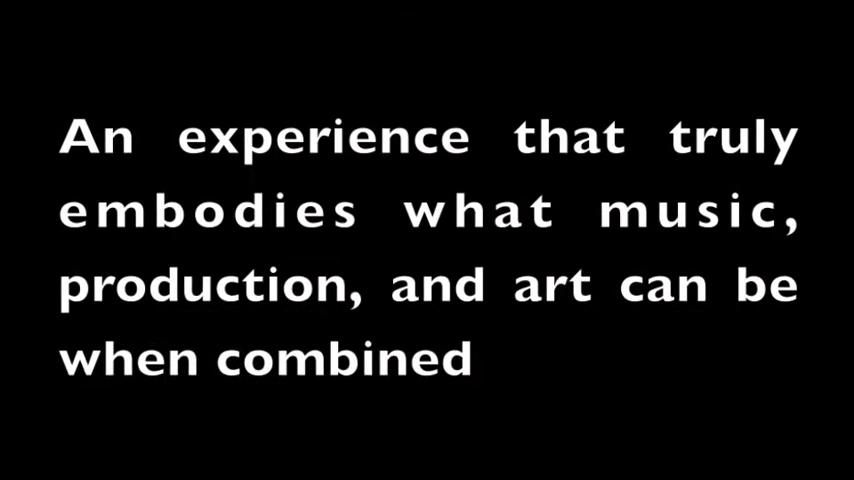 An experience that truly
embodies what music,
production, and art can be
when combined